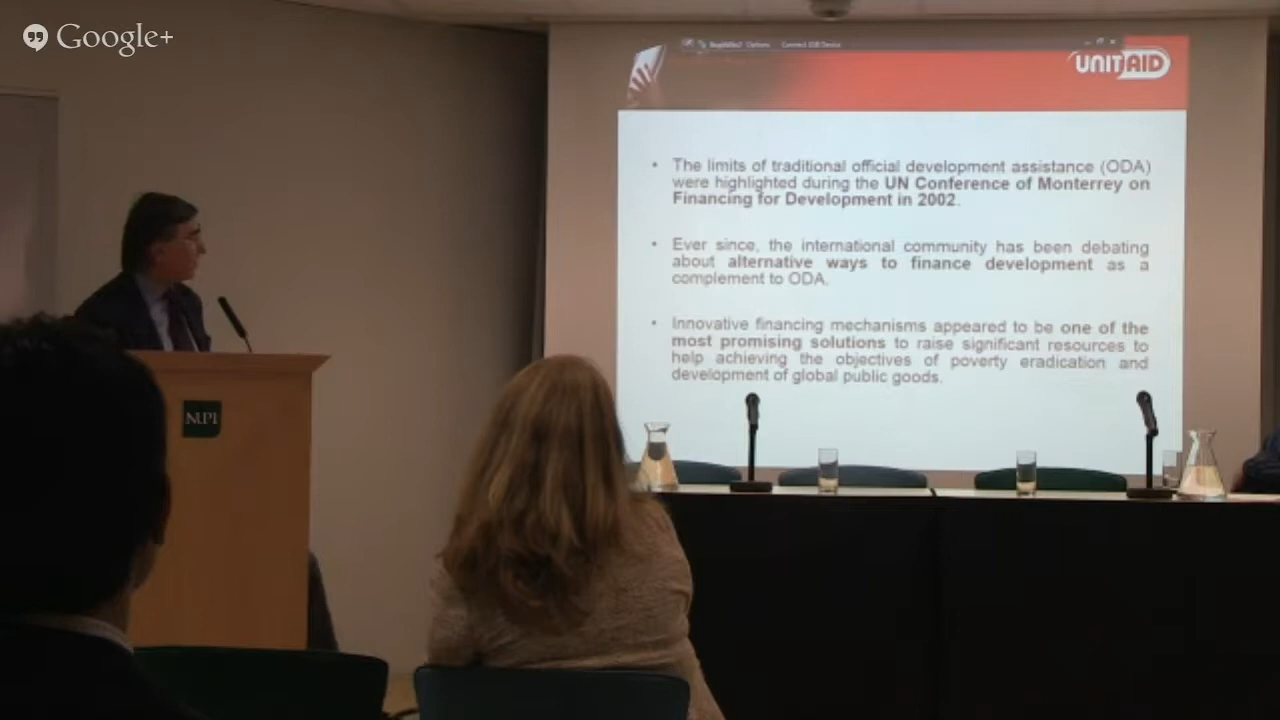 Google+
UNITAID
The limits of traditional official development assistance (ODA)
were highlighted during the UN Conference of Monterrey on
Financing for Development in 2002.
Ever since, the international community has been debating
about alternative ways to finance development as a
complement to ODA.
Innovative financing mechanisms appeared to be one of the
most promising solutions to raise significant resources to
help achieving the objectives of poverty eradication and
development of global public goods.